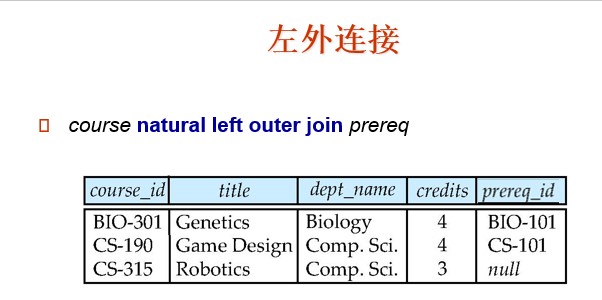 左外连接
course natural left outer join prereq
course_id title dept_name credits prereq_id
BIO-301 Genetics Biology 4 BIO-101
CS-190 Game Design Comp. Sci. 4 CS-101
CS-315 Robotics Comp. Sci. 3 null